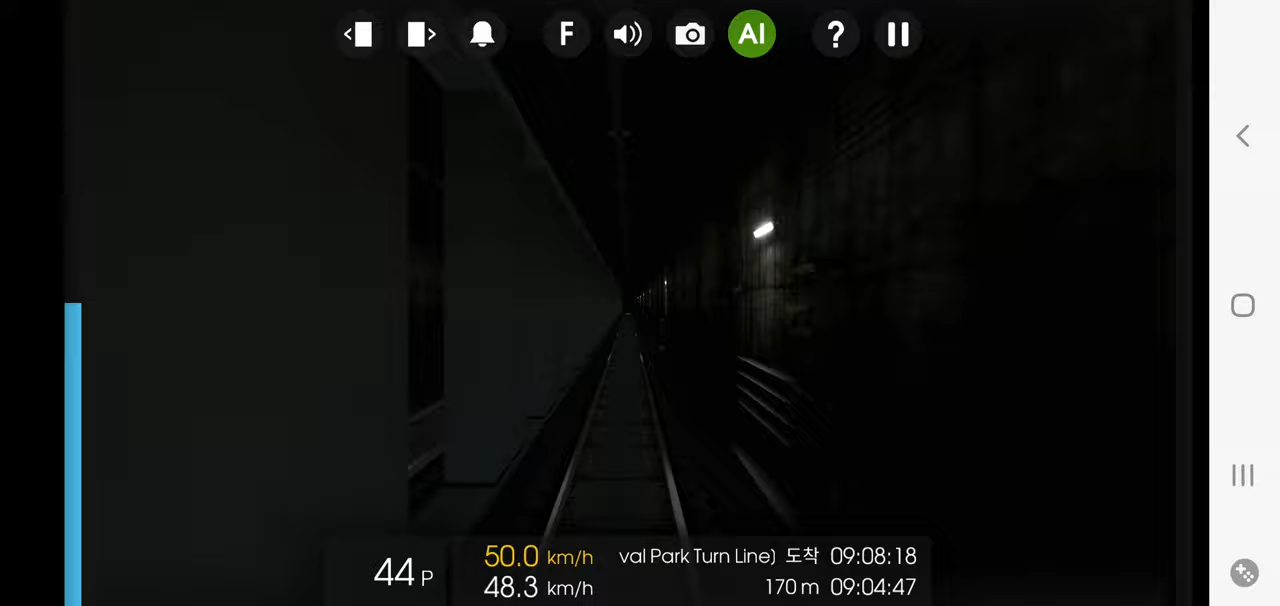 F
AI
?
44 P
50.0 km/h
48.3 km/h
val Park Turn Line) 도착 09:08:18
170 m 09:04:47